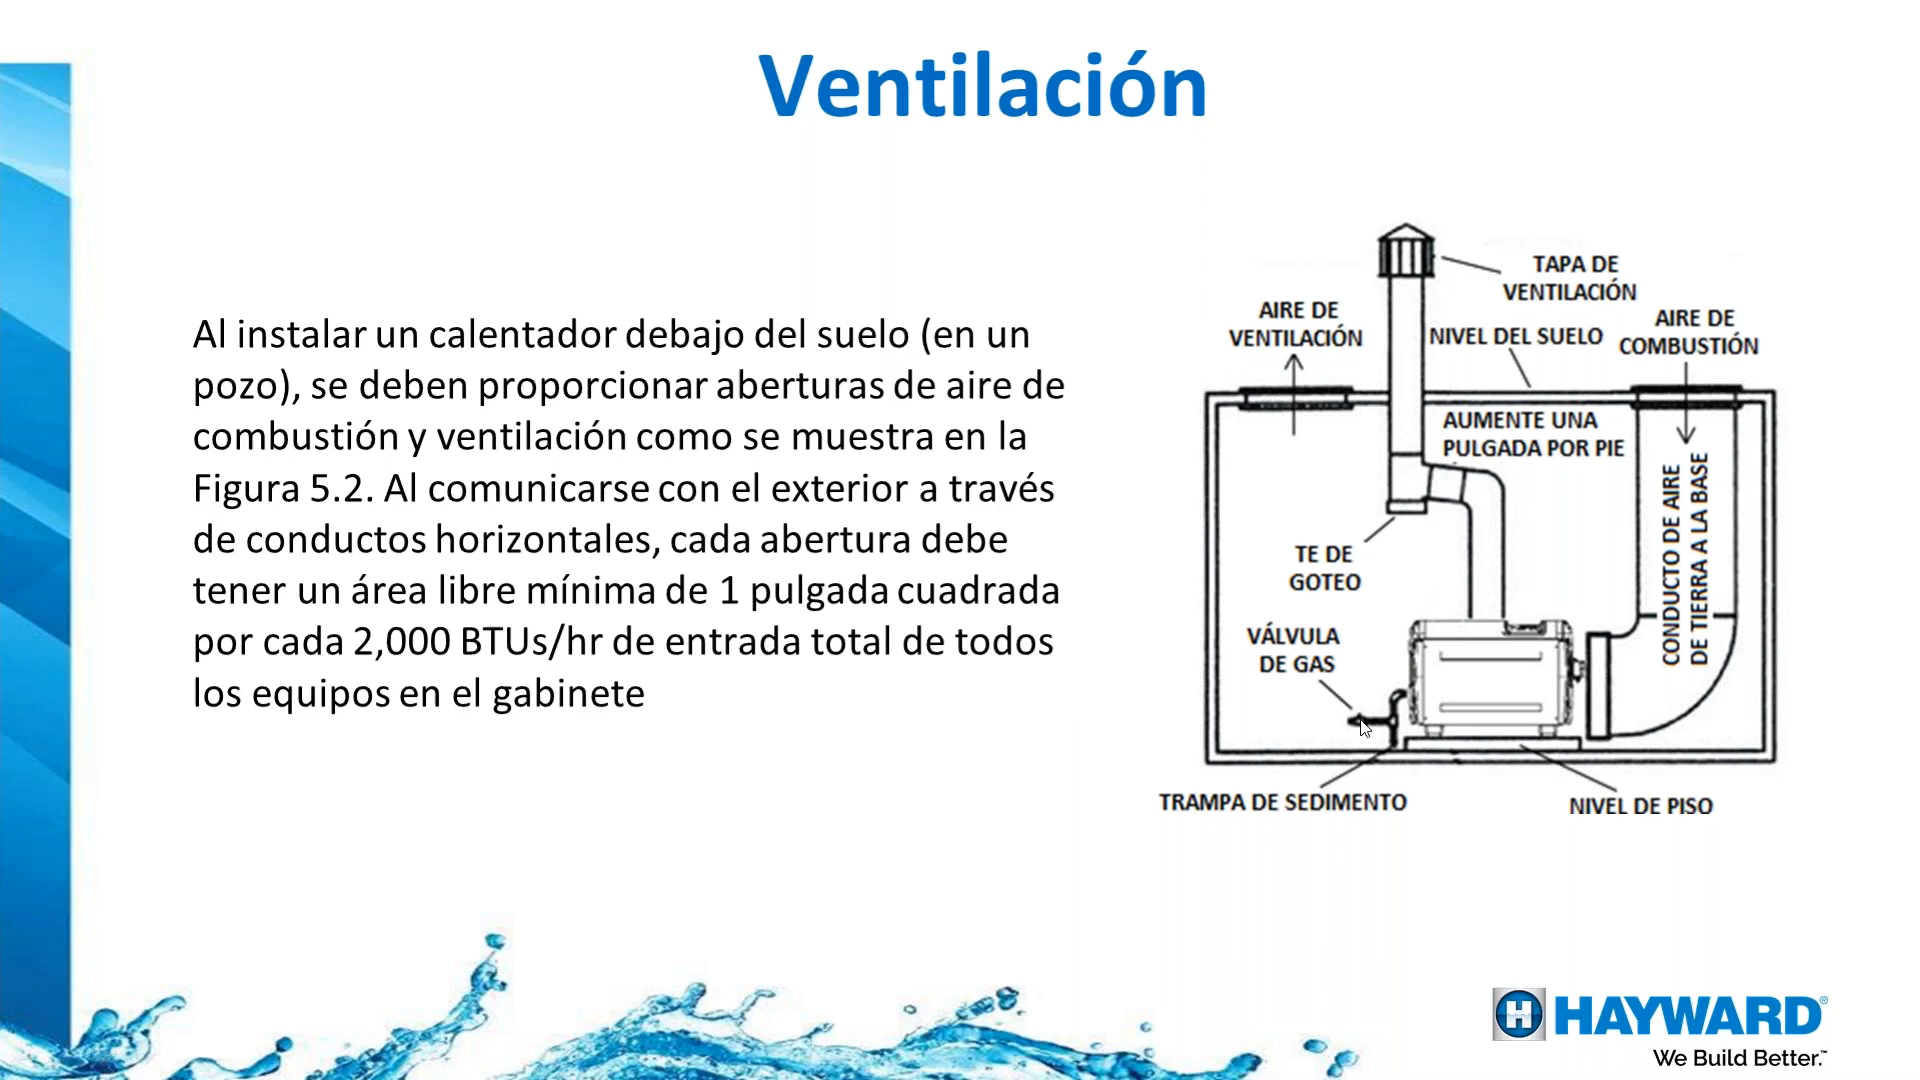 Ventilación
Al instalar un calentador debajo del suelo (en un
pozo), se deben proporcionar aberturas de aire de
combustión y ventilación como se muestra en la
Figura 5.2. Al comunicarse con el exterior a través
de conductos horizontales, cada abertura debe
tener un área libre mínima de 1 pulgada cuadrada
por cada 2,000 BTUs/hr de entrada total de todos
los equipos en el gabinete
TAPA DE
VENTILACIÓN
AIRE DE
VENTILACIÓN
NIVEL DEL SUELO
AIRE DE
COMBUSTIÓN
AUMENTE UNA
PULGADA POR PIE
CONDUCTO DE AIRE
DE TIERRA A LA BASE
TE DE
GOTEO
VÁLVULA
DE GAS
TRAMPA DE SEDIMENTO
NIVEL DE PISO
H HAYWARD®
We Build Better.™